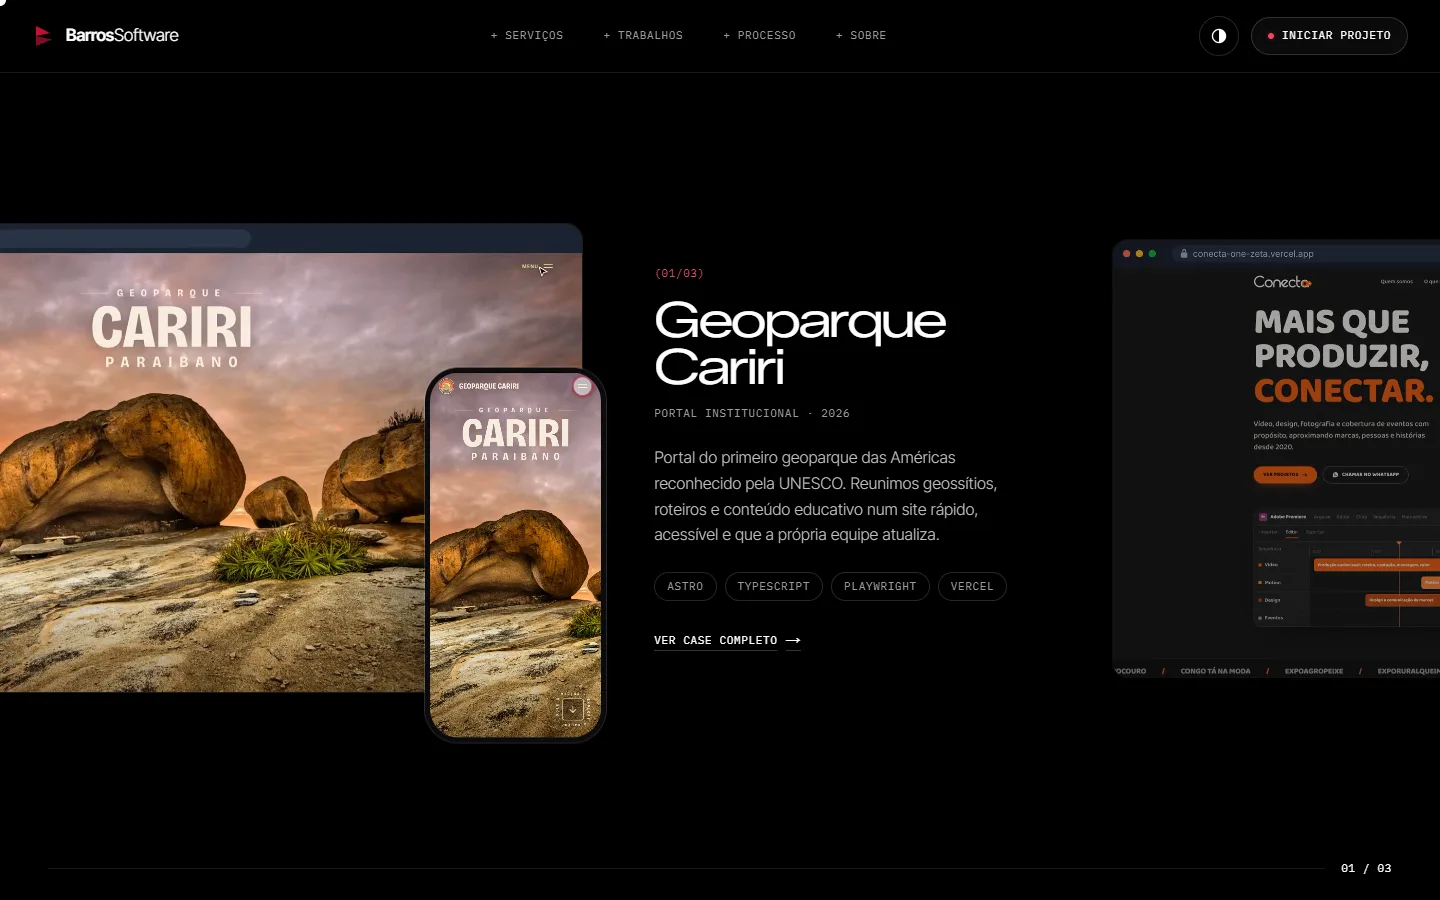 BarrosSoftware
+ SERVIÇOS
+ TRABALHOS
+ PROCESSO
+ SOBRE
INICIAR PROJETO
MENU
GEOPARQUE
CARIRI
PARAIBANO
GEOPARQUE CARIRI
GEOPARQUE
CARIRI
PARAIBANO
(01/03)
Geoparque
Cariri
PORTAL INSTITUCIONAL · 2026
Portal do primeiro geoparque das Américas
reconhecido pela UNESCO. Reunimos geossítios,
roteiros e conteúdo educativo num site rápido,
acessível e que a própria equipe atualiza.
ASTRO
TYPESCRIPT
PLAYWRIGHT
VERCEL
VER CASE COMPLETO →
conecta-one-zeta.vercel.app
Conecta
Quem somos
O que
MAIS QUE
PRODUZIR,
CONECTAR.
Vídeo, design, fotografia e cobertura de eventos com
propósito, aproximando marcas, pessoas e histórias
desde 2020.
VER PROJETOS →
CHAMAR NO WHATSAPP
Adobe Premiere
Editar
Vídeo
Motion
Design
Eventos
OCOURO / CONGO TÁ NA MODA / EXPOAGROPEIXE / EXPORURALQUEIM
01 / 03